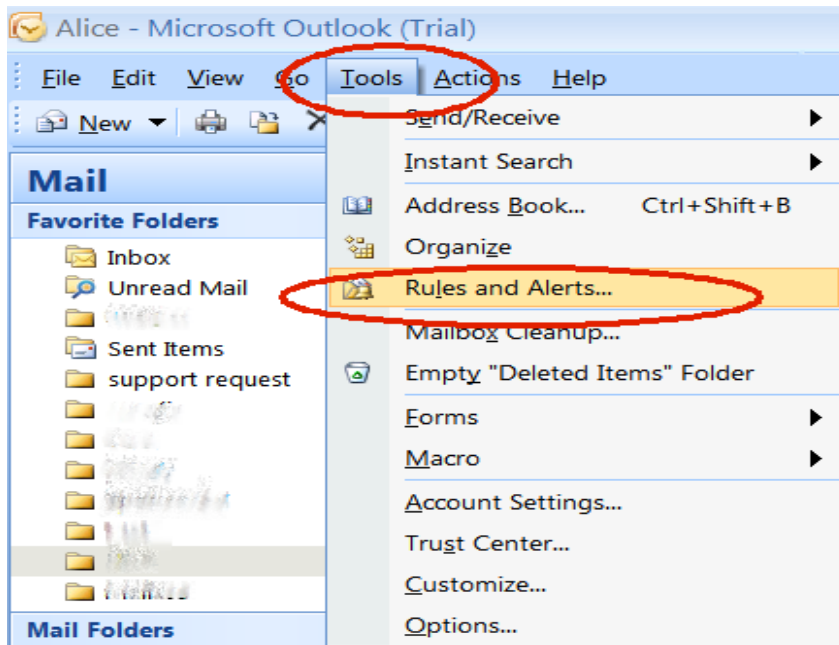 Alice - Microsoft Outlook (Trial)
File Edit View Go Tools Actions Help
New
Mail
Favorite Folders
Inbox
Unread Mail
Sent Items
support request
Mail Folders
Send/Receive
Instant Search
Address Book... Ctrl+Shift+B
Organize
Rules and Alerts...
Mailbox Cleanup...
Empty "Deleted Items" Folder
Forms
Macro
Account Settings...
Trust Center...
Customize...
Options...